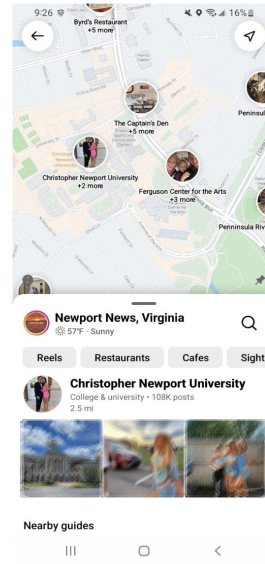 9:26
16%
Byrd's Restaurant
+5 more
The Captain's Den
+5 more
Peninsul
Christopher Newport University
+2 more
Ferguson Center for the Arts
+3 more
Penninsula Riv
Newport News, Virginia
57°F · Sunny
Reels
Restaurants
Cafes
Sight
Christopher Newport University
College & university • 108K posts
2.5 mi
Nearby guides